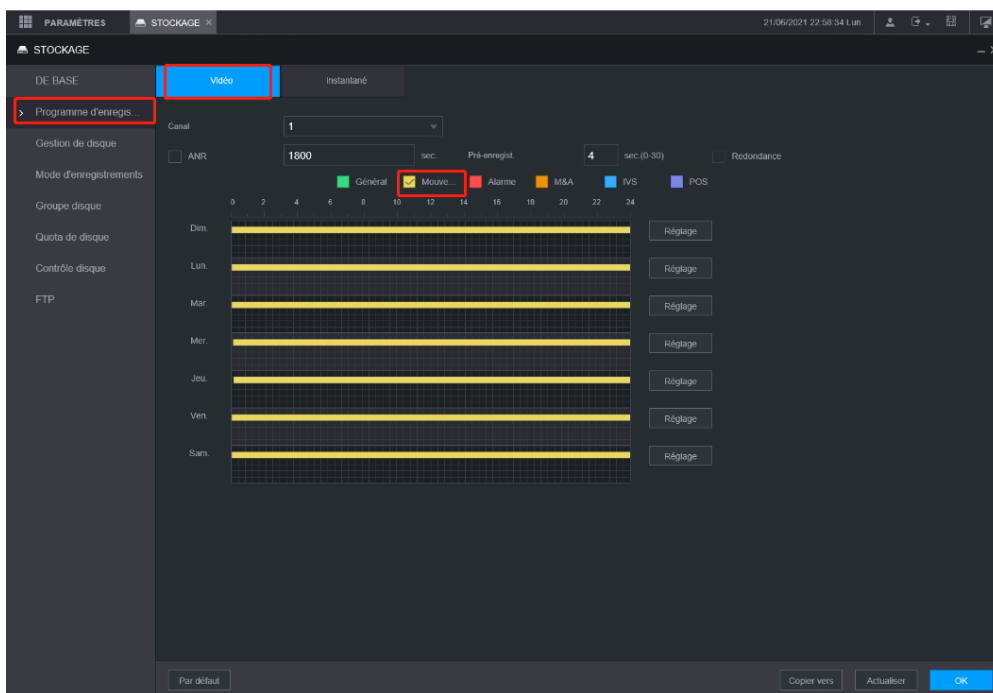 PARAMÈTRES STOCKAGE × 21/06/2021 22:58:34 Lun.
STOCKAGE
DE BASE Vidéo Instantané
Programme d'enregis...
Canal 1
Gestion de disque
ANR 1800 sec. Pré-enregist. 4 sec.(0-30) Redondance
Mode d'enregistrements
Général Mouve... Alarme M&A IVS POS
Groupe disque
0 2 4 6 8 10 12 14 16 18 20 22 24
Dim. Réglage
Quota de disque
Lun. Réglage
Contrôle disque
FTP
Mar. Réglage
Mer. Réglage
Jeu. Réglage
Ven. Réglage
Sam. Réglage
Par défaut Copier vers Actualiser OK